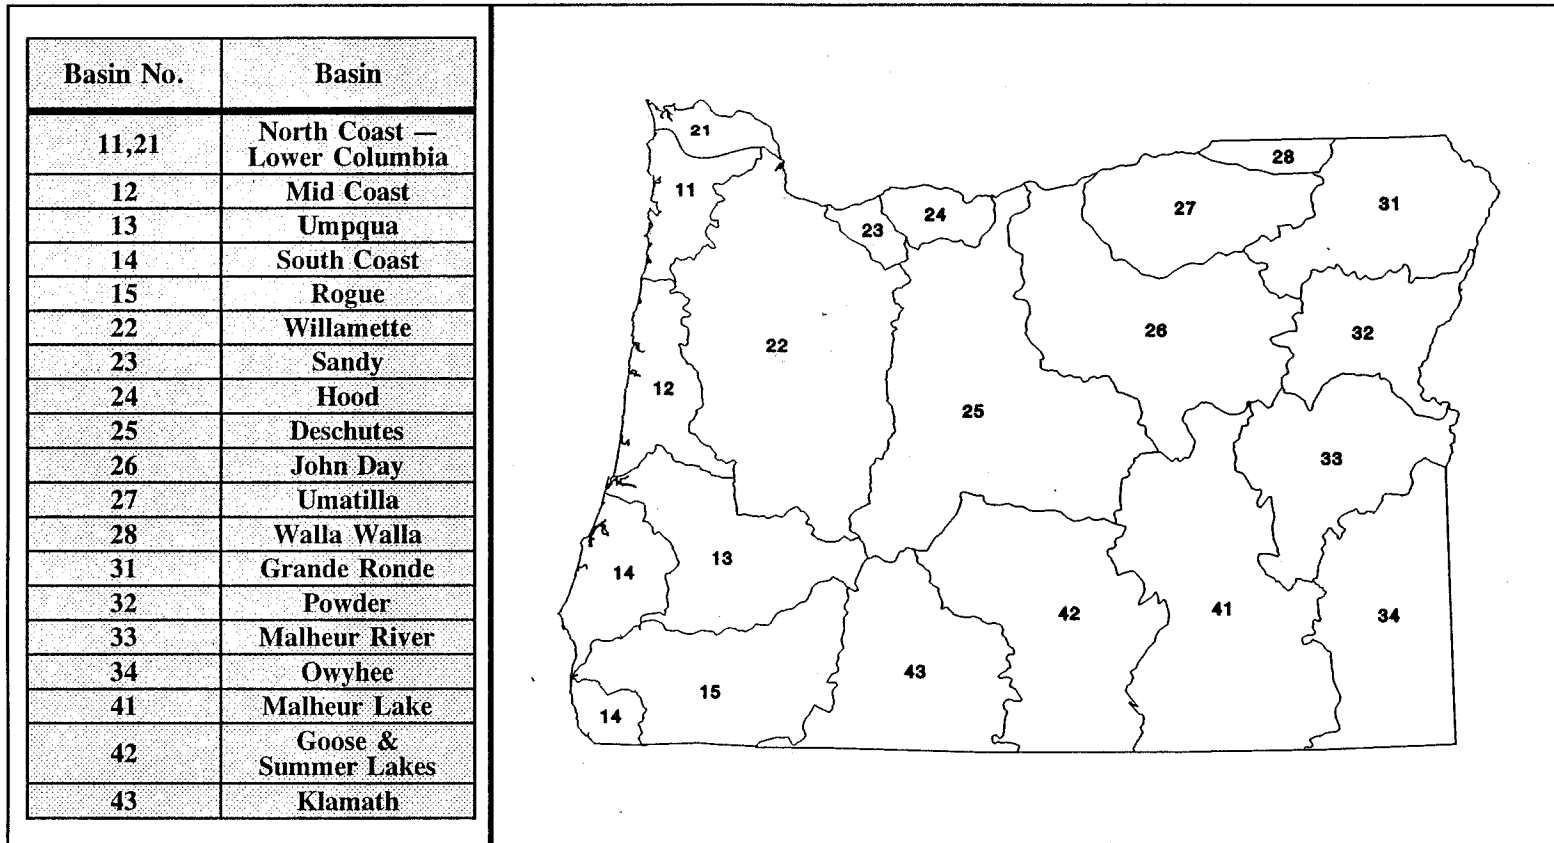 Basin No. Basin
11,21 North Coast —
Lower Columbia
12 Mid Coast
13 Umpqua
14 South Coast
15 Rogue
22 Willamette
23 Sandy
24 Hood
25 Deschutes
26 John Day
27 Umatilla
28 Walla Walla
31 Grande Ronde
32 Powder
33 Malheur River
34 Owyhee
41 Malheur Lake
42 Goose &
Summer Lakes
43 Klamath
21
28
11
31
24
27
23
26
32
22
12
25
33
13
14
42
41
34
43
15
14